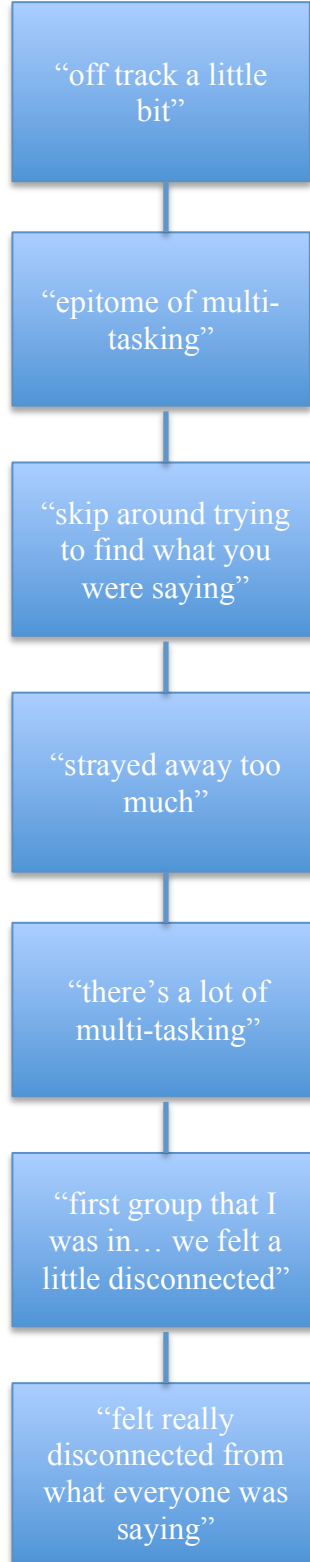 “off track a little
bit”
“epitome of multi-
tasking”
“skip around trying
to find what you
were saying”
“strayed away too
much”
“there’s a lot of
multi-tasking”
“first group that I
was in… we felt a
little disconnected”
“felt really
disconnected from
what everyone was
saying”